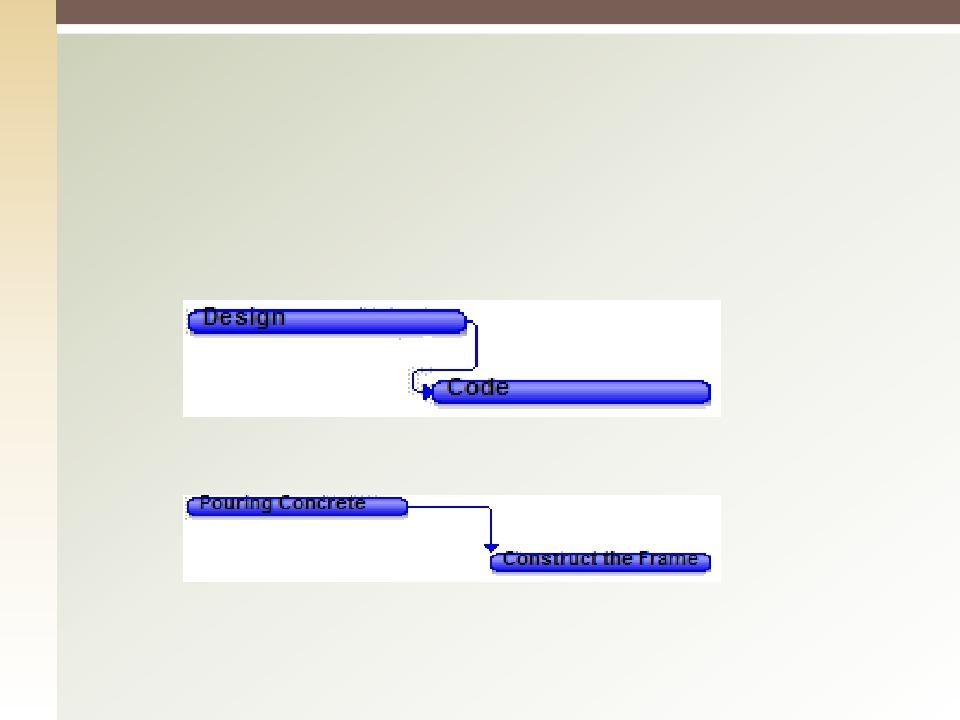 Design
Code
Pouring Concrete
Construct the Frame